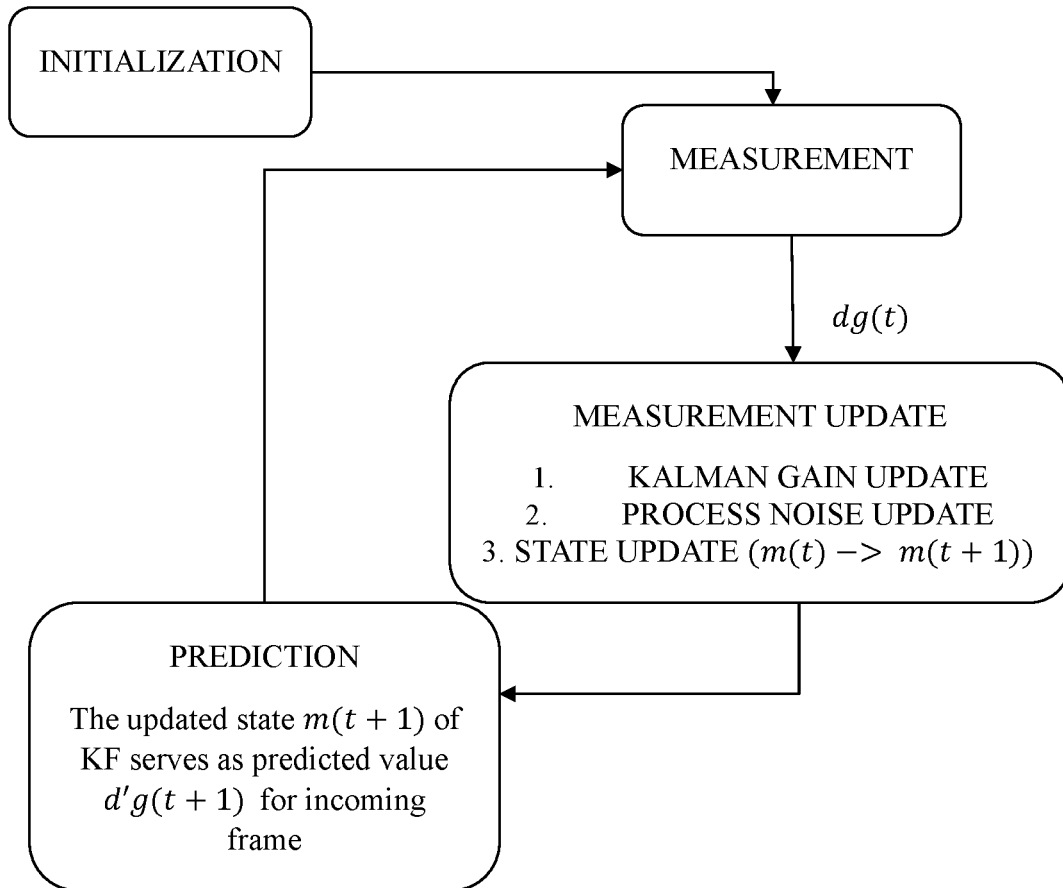 INITIALIZATION
MEASUREMENT
dg(t)
MEASUREMENT UPDATE
1. KALMAN GAIN UPDATE
2. PROCESS NOISE UPDATE
3. STATE UPDATE (m(t) −> m(t + 1))
PREDICTION
The updated state m(t + 1) of
KF serves as predicted value
d′g(t + 1) for incoming
frame